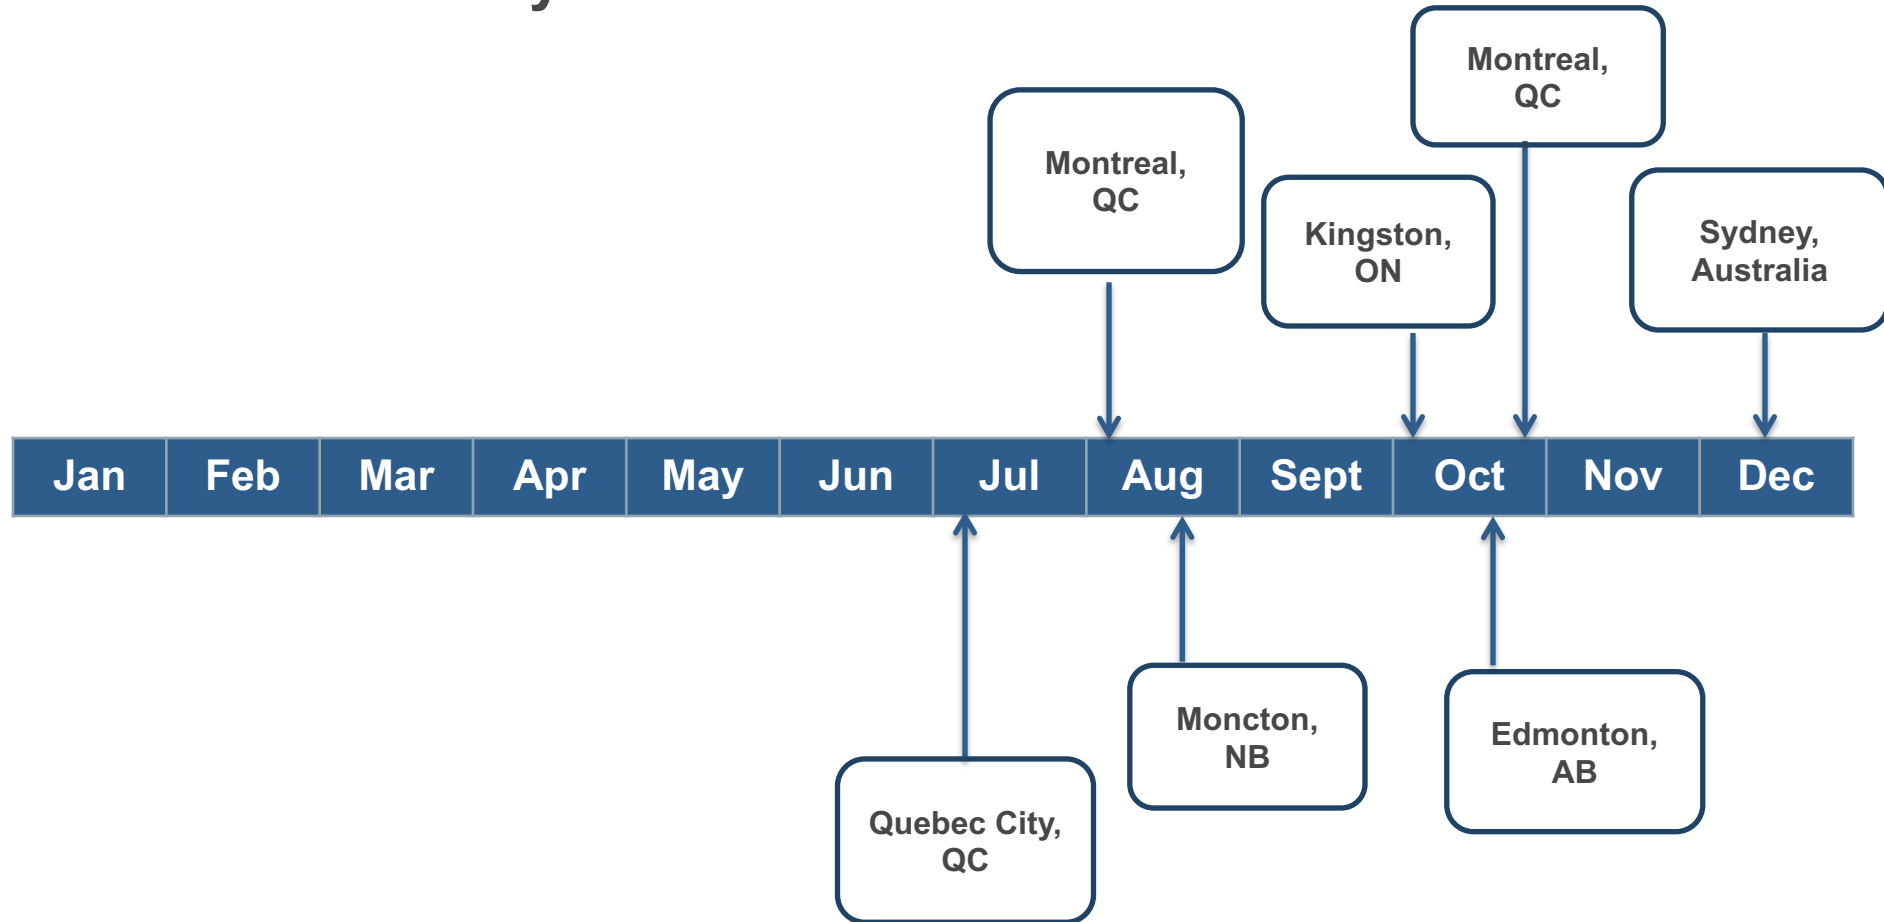 Montreal,
QC
Montreal,
QC
Kingston,
ON
Sydney,
Australia
Jan Feb Mar Apr May Jun Jul Aug Sept Oct Nov Dec
Moncton,
NB
Edmonton,
AB
Quebec City,
QC